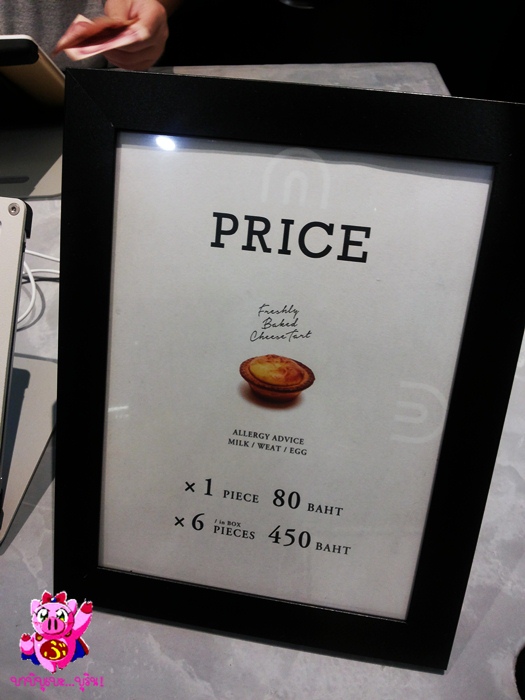 PRICE
Freshly
Baked
Cheese Tart
ALLERGY ADVICE
MILK / WEAT / EGG
× 1 PIECE 80 BAHT
× 6 / in BOX PIECES 450 BAHT